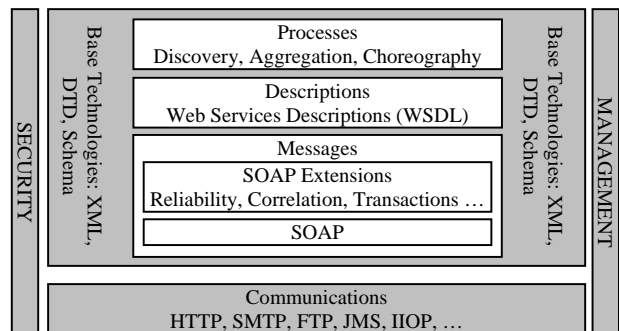 SECURITY
Base Technologies: XML,
DTD, Schema
Processes
Discovery, Aggregation, Choreography
Descriptions
Web Services Descriptions (WSDL)
Messages
SOAP Extensions
Reliability, Correlation, Transactions …
SOAP
Base Technologies: XML,
DTD, Schema
MANAGEMENT
Communications
HTTP, SMTP, FTP, JMS, IIOP, …